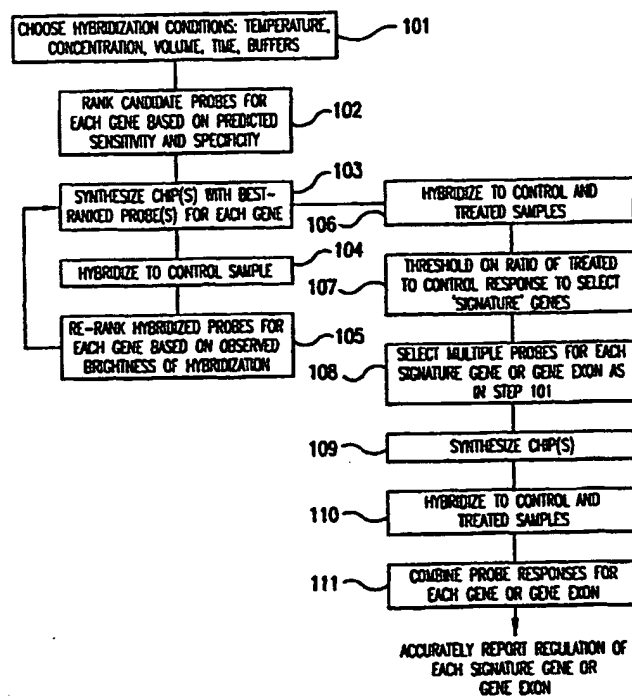 CHOOSE HYBRIDIZATION CONDITIONS: TEMPERATURE,
CONCENTRATION, VOLUME, TIME, BUFFERS
101
RANK CANDIDATE PROBES FOR
EACH GENE BASED ON PREDICTED
SENSITIVITY AND SPECIFICITY
102
SYNTHESIZE CHIP(S) WITH BEST-
RANKED PROBE(S) FOR EACH GENE
103
HYBRIDIZE TO CONTROL SAMPLE
104
RE-RANK HYBRIDIZED PROBES FOR
EACH GENE BASED ON OBSERVED
BRIGHTNESS OF HYBRIDIZATION
105
HYBRIDIZE TO CONTROL AND
TREATED SAMPLES
106
THRESHOLD ON RATIO OF TREATED
TO CONTROL RESPONSE TO SELECT
"SIGNATURE" GENES
107
SELECT MULTIPLE PROBES FOR EACH
SIGNATURE GENE OR GENE EXON AS
IN STEP 101
108
SYNTHESIZE CHIP(S)
109
HYBRIDIZE TO CONTROL AND
TREATED SAMPLES
110
COMBINE PROBE RESPONSES FOR
EACH GENE OR GENE EXON
111
ACCURATELY REPORT REGULATION OF
EACH SIGNATURE GENE OR
GENE EXON